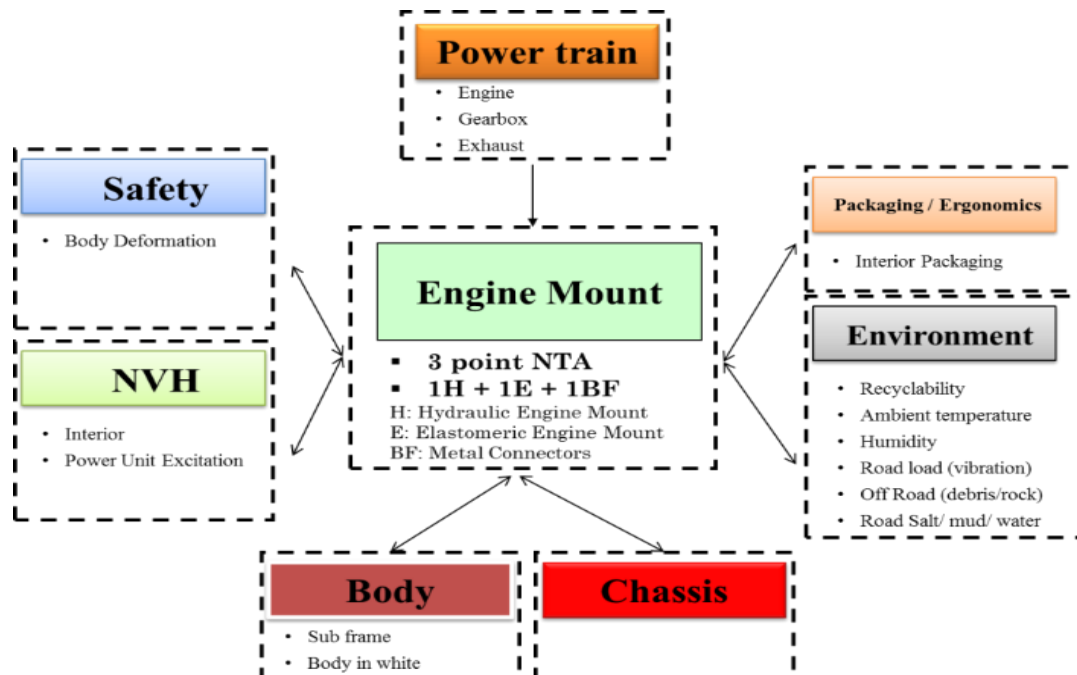 Power train
• Engine
• Gearbox
• Exhaust
Safety
• Body Deformation
Packaging / Ergonomics
• Interior Packaging
Engine Mount
▪ 3 point NTA
▪ 1H + 1E + 1BF
H: Hydraulic Engine Mount
E: Elastomeric Engine Mount
BF: Metal Connectors
NVH
• Interior
• Power Unit Excitation
Environment
• Recyclability
• Ambient temperature
• Humidity
• Road load (vibration)
• Off Road (debris/rock)
• Road Salt/ mud/ water
Body
• Sub frame
• Body in white
Chassis